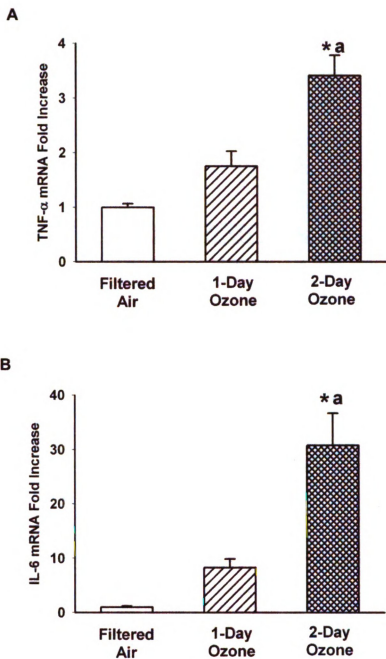 A
TNF-α mRNA Fold Increase
4
3
2
1
0
* a
Filtered Air
1-Day Ozone
2-Day Ozone
B
IL-6 mRNA Fold Increase
40
30
20
10
0
* a
Filtered Air
1-Day Ozone
2-Day Ozone